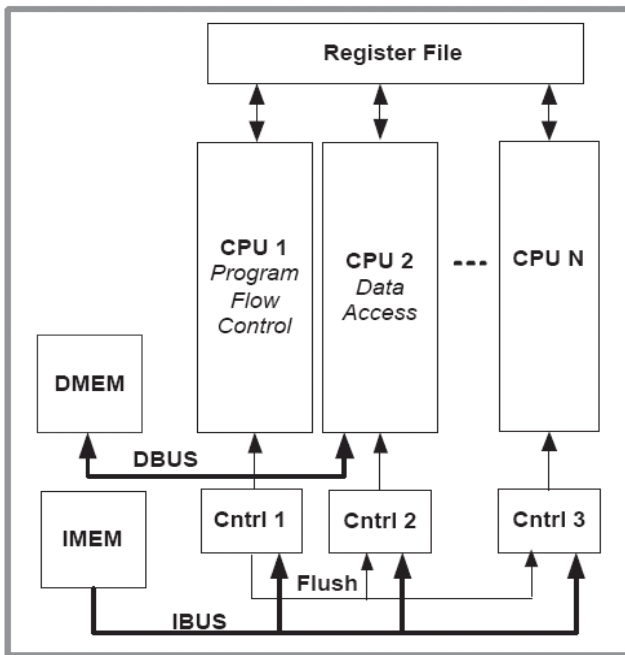 Register File
CPU 1
Program
Flow
Control
CPU 2
Data
Access
CPU N
DMEM
DBUS
IMEM
Cntrl 1
Cntrl 2
Cntrl 3
Flush
IBUS